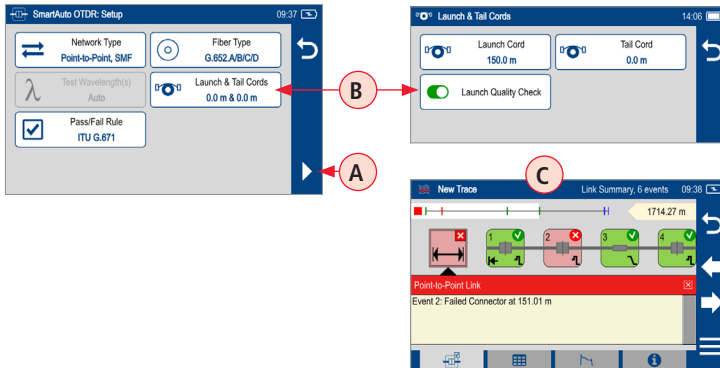 SmartAuto OTDR: Setup 09:37
Network Type
Point-to-Point, SMF
Fiber Type
G.652.A/B/C/D
Test Wavelength(s)
Auto
Launch & Tail Cords
0.0 m & 0.0 m
Pass/Fail Rule
ITU G.671
B
A
Launch & Tail Cords 14:06
Launch Cord
150.0 m
Tail Cord
0.0 m
Launch Quality Check
C
New Trace Link Summary, 6 events 09:38
1714.27 m
1 2 3 4
Point-to-Point Link
Event 2: Failed Connector at 151.01 m